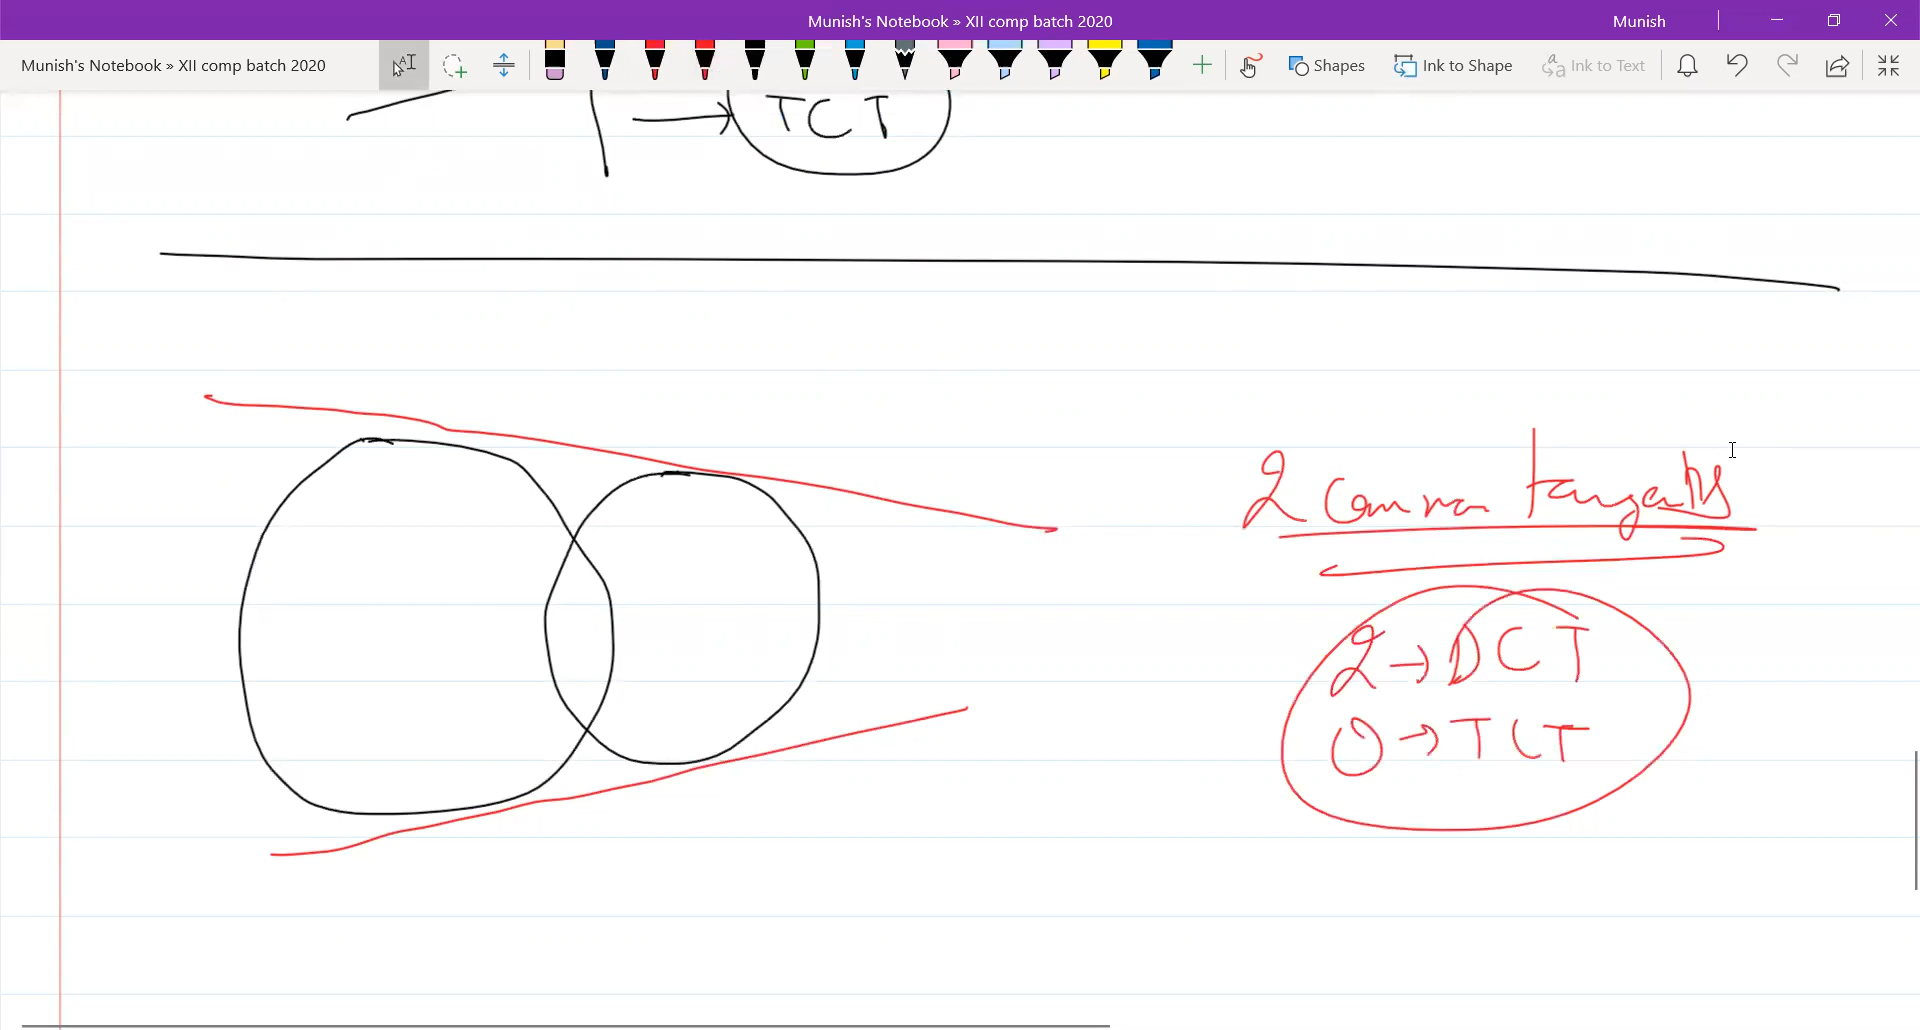 Munish's Notebook » XII comp batch 2020
Munish
Munish's Notebook » XII comp batch 2020
Shapes
Ink to Shape
Ink to Text
TCT
2 common tangents
2 → DCT
0 → TCT